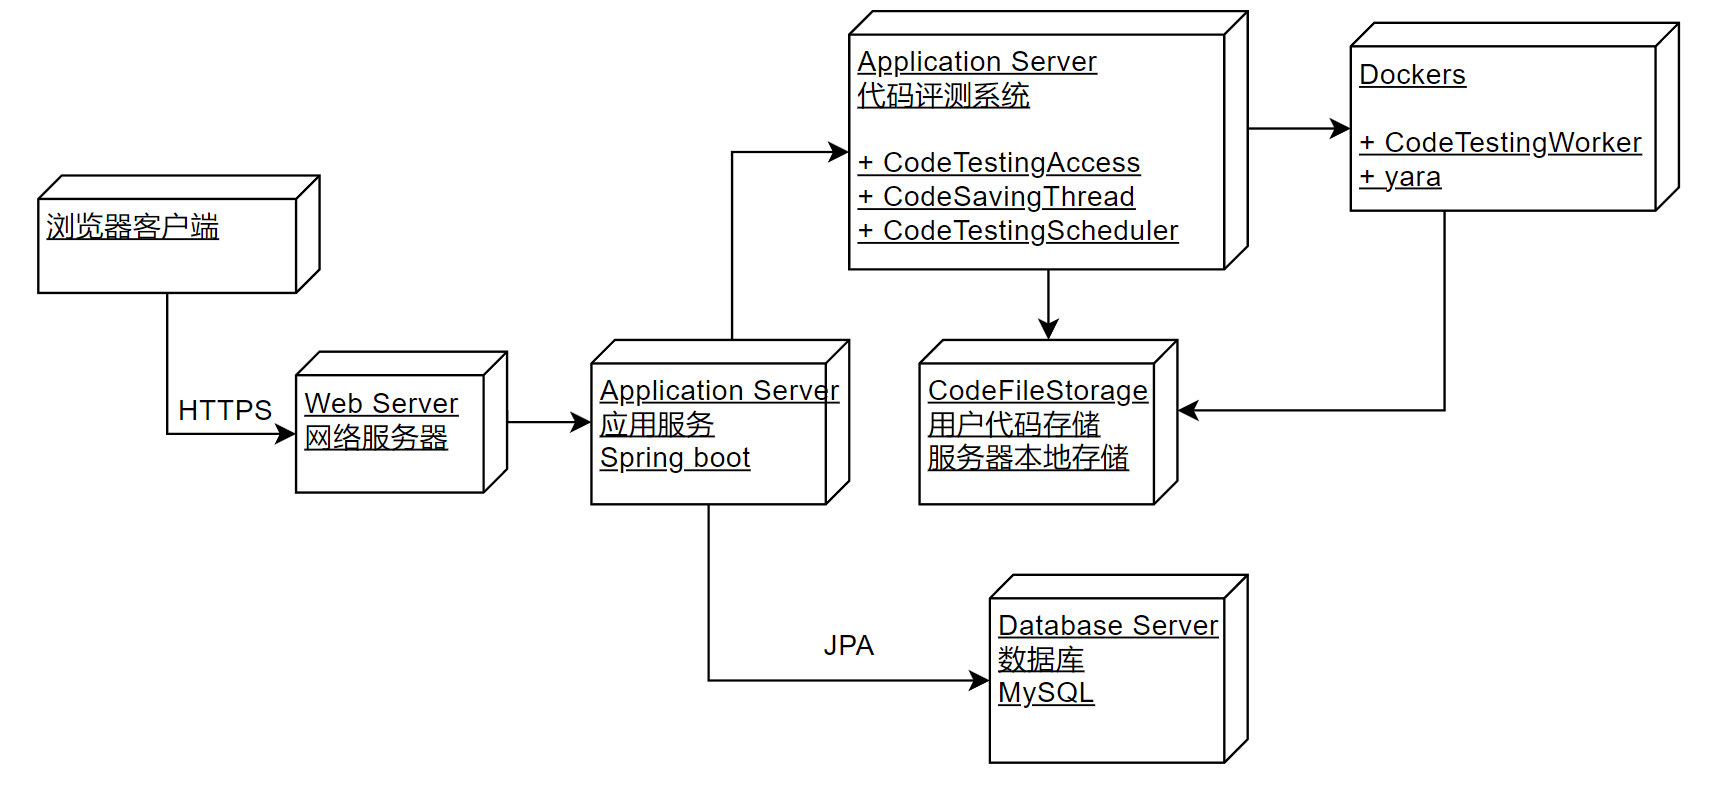 Application Server
代码评测系统
+ CodeTestingAccess
+ CodeSavingThread
+ CodeTestingScheduler
Dockers
+ CodeTestingWorker
+ yara
浏览器客户端
HTTPS
Web Server
网络服务器
Application Server
应用服务
Spring boot
CodeFileStorage
用户代码存储
服务器本地存储
JPA
Database Server
数据库
MySQL